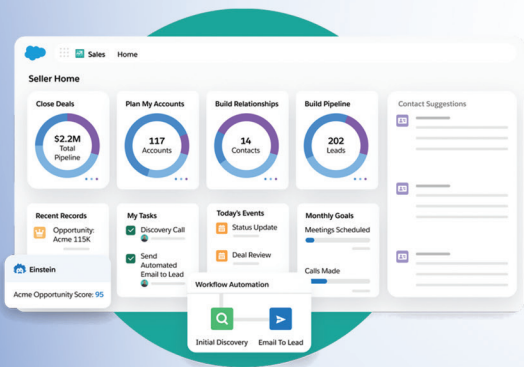 Sales Home
Seller Home
Close Deals
$2.2M
Total
Pipeline
Plan My Accounts
117
Accounts
Build Relationships
14
Contacts
Build Pipeline
202
Leads
Contact Suggestions
Recent Records
Opportunity:
Acme 115K
My Tasks
Discovery Call
Send
Automated
Email to Lead
Today's Events
Status Update
Deal Review
Monthly Goals
Meetings Scheduled
Calls Made
Einstein
Acme Opportunity Score: 95
Workflow Automation
Initial Discovery
Email To Lead